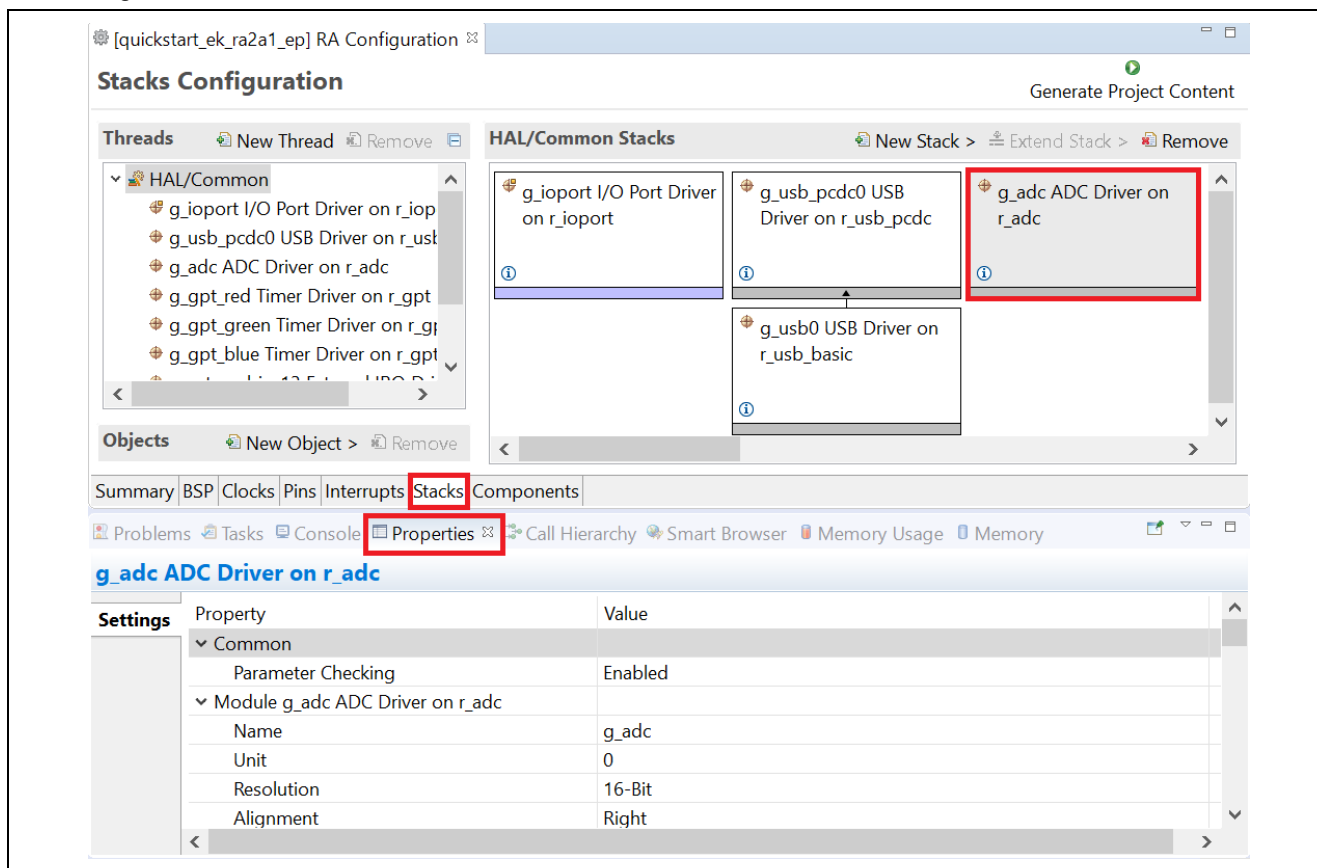 [quickstart_ek_ra2a1_ep] RA Configuration
Stacks Configuration
Generate Project Content
Threads New Thread Remove
HAL/Common
g_ioport I/O Port Driver on r_iop
g_usb_pcdc0 USB Driver on r_usb
g_adc ADC Driver on r_adc
g_gpt_red Timer Driver on r_gpt
g_gpt_green Timer Driver on r_gp
g_gpt_blue Timer Driver on r_gpt
Objects New Object > Remove
HAL/Common Stacks New Stack > Extend Stack > Remove
g_ioport I/O Port Driver
on r_ioport
g_usb_pcdc0 USB
Driver on r_usb_pcdc
g_adc ADC Driver on
r_adc
g_usb0 USB Driver on
r_usb_basic
Summary BSP Clocks Pins Interrupts Stacks Components
Problems Tasks Console Properties Call Hierarchy Smart Browser Memory Usage Memory
g_adc ADC Driver on r_adc
Settings
Property Value
Common
Parameter Checking Enabled
Module g_adc ADC Driver on r_adc
Name g_adc
Unit 0
Resolution 16-Bit
Alignment Right